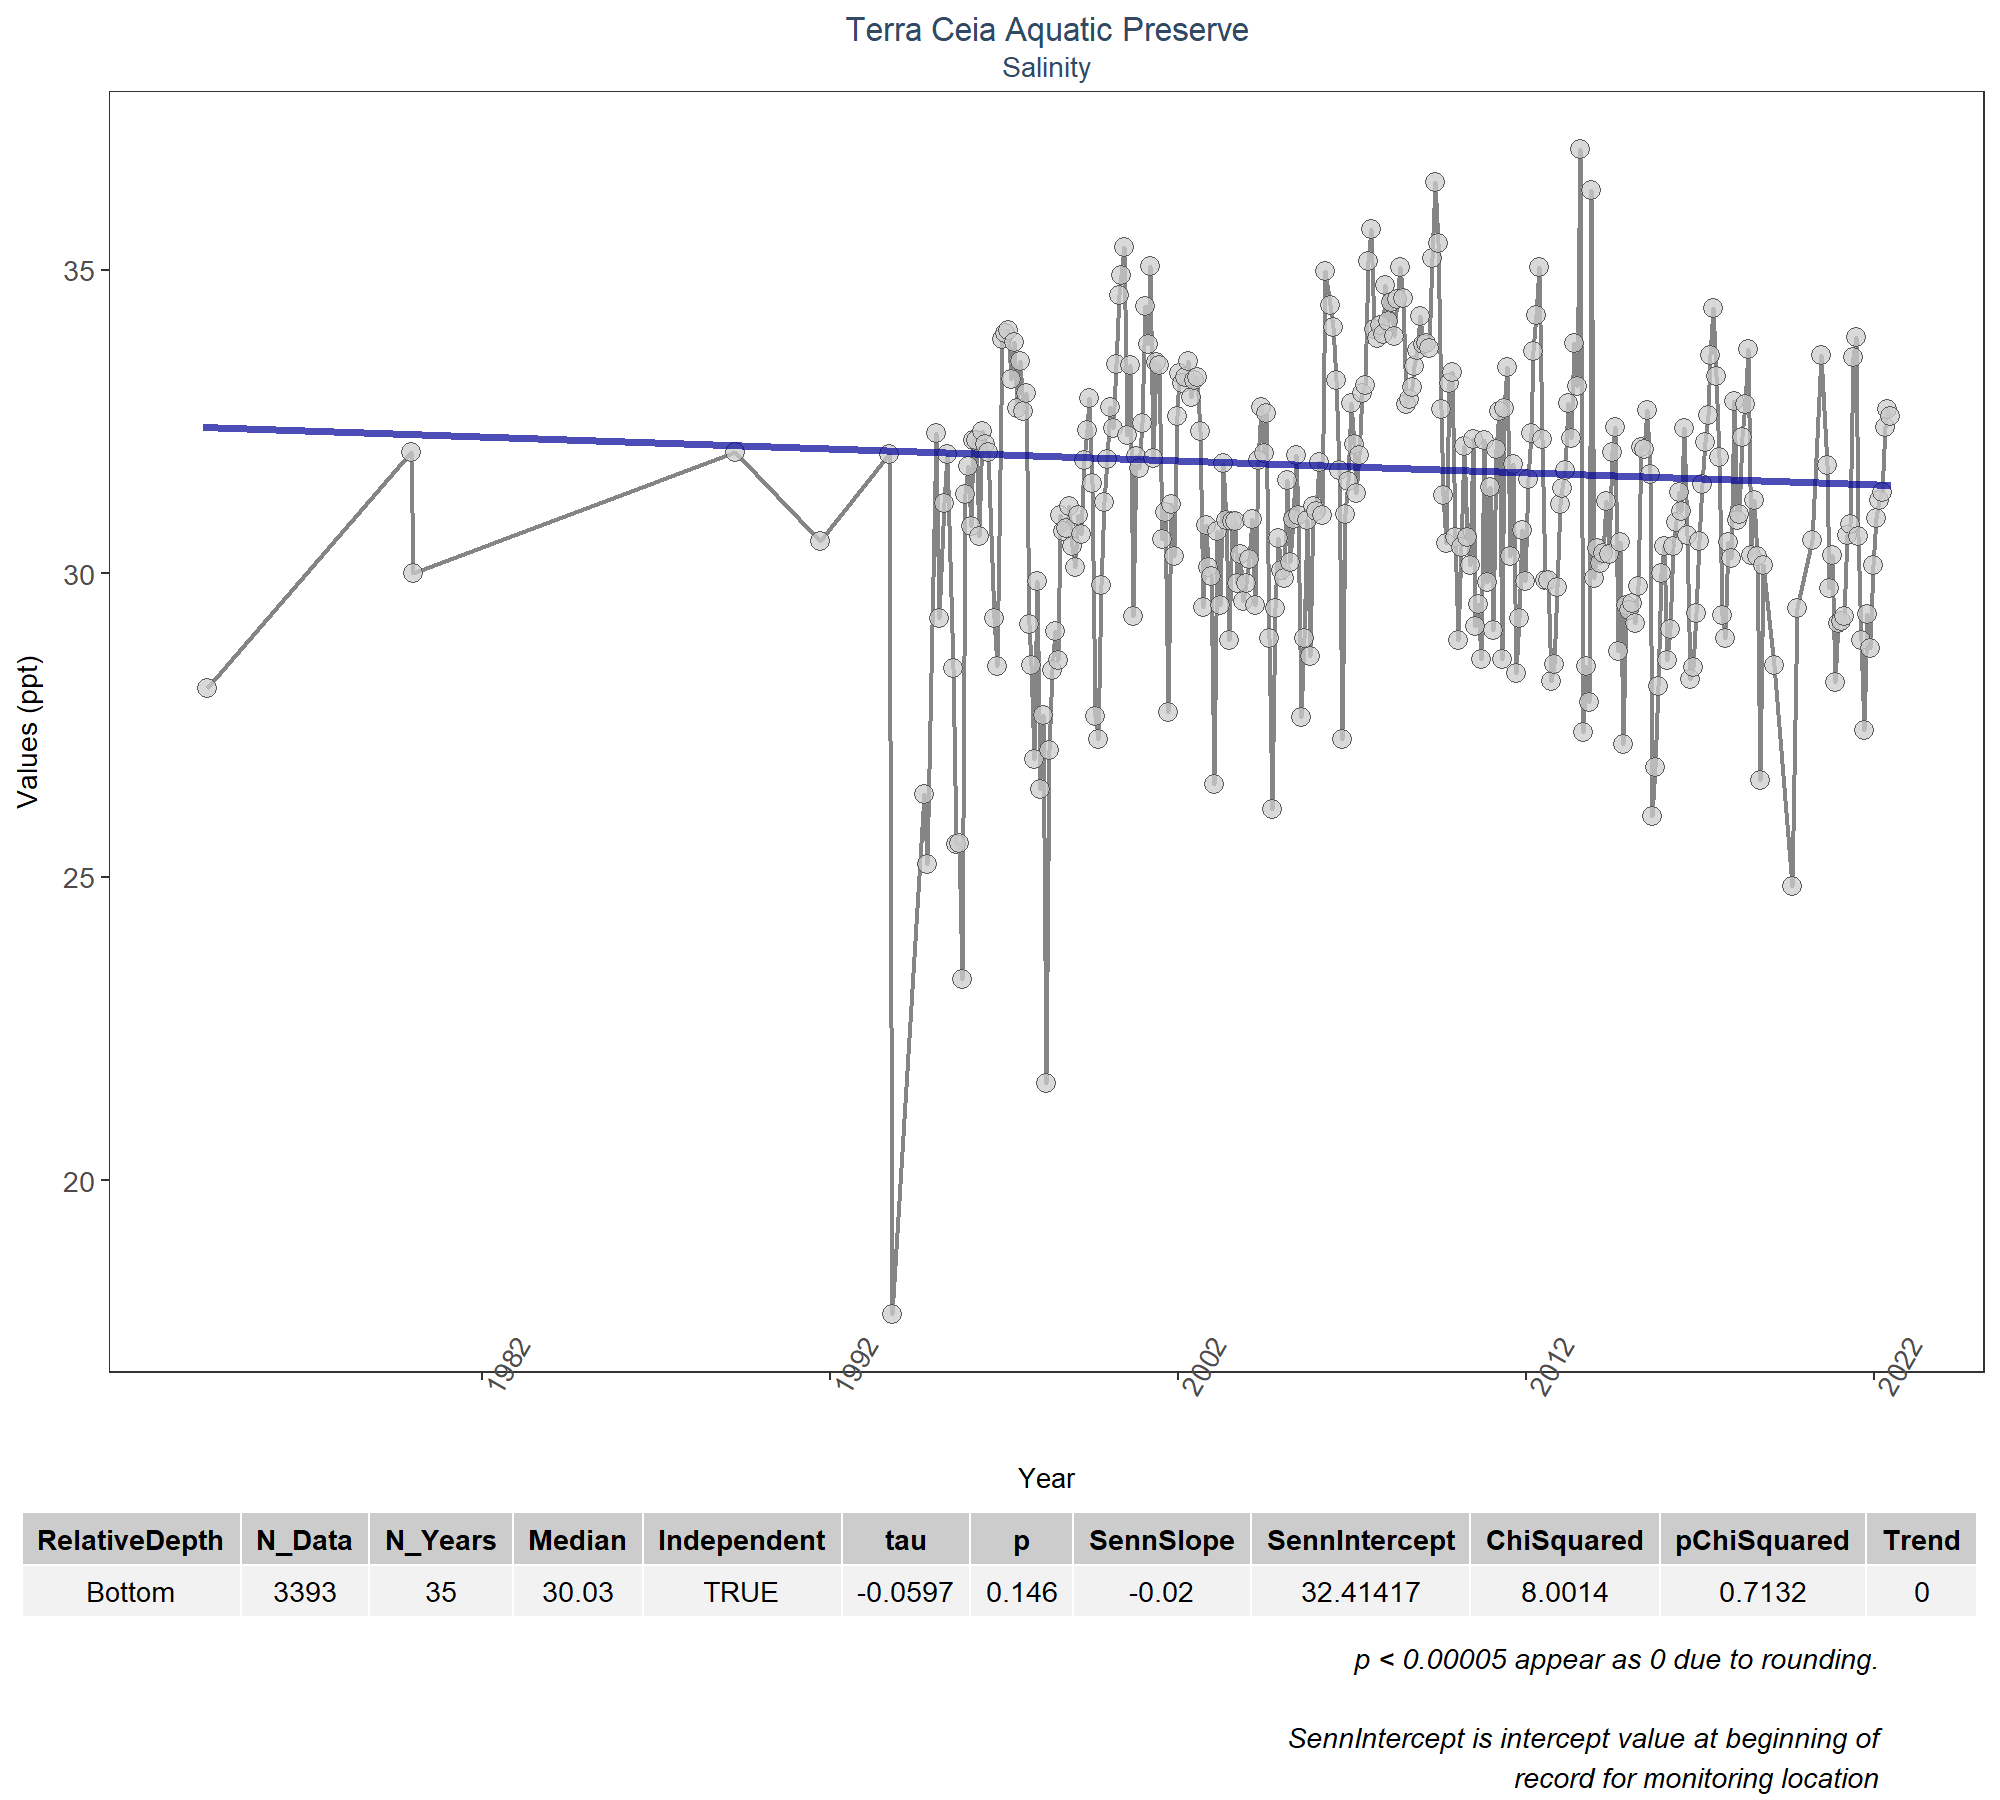 Terra Ceia Aquatic Preserve
Salinity
35
30
25
20
Values (ppt)
1982
1992
2002
2012
2022
Year
RelativeDepth N_Data N_Years Median Independent tau p SennSlope SennIntercept ChiSquared pChiSquared Trend
Bottom 3393 35 30.03 TRUE -0.0597 0.146 -0.02 32.41417 8.0014 0.7132 0
p < 0.00005 appear as 0 due to rounding.
SennIntercept is intercept value at beginning of
record for monitoring location